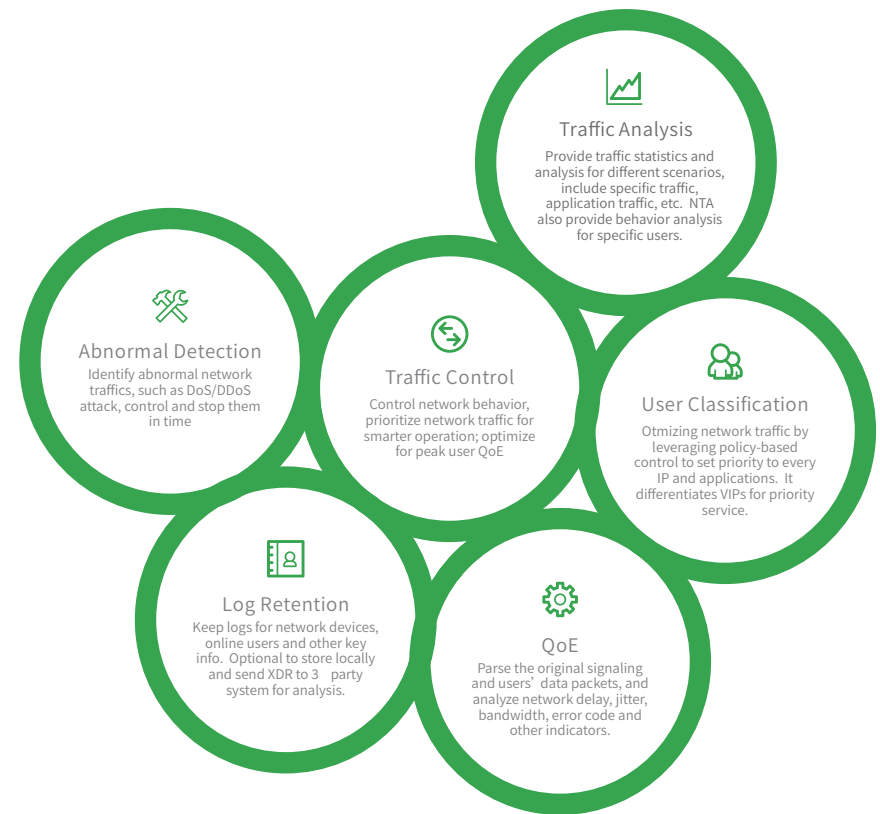 Traffic Analysis
Provide traffic statistics and
analysis for different scenarios,
include specific traffic,
application traffic, etc. NTA
also provide behavior analysis
for specific users.
Abnormal Detection
Identify abnormal network
traffics, such as DoS/DDoS
attack, control and stop them
in time
Traffic Control
Control network behavior,
prioritize network traffic for
smarter operation; optimize
for peak user QoE
User Classification
Otmizing network traffic by
leveraging policy-based
control to set priority to every
IP and applications. It
differentiates VIPs for priority
service.
Log Retention
Keep logs for network devices,
online users and other key
info. Optional to store locally
and send XDR to 3 party
system for analysis.
QoE
Parse the original signaling
and users’ data packets, and
analyze network delay, jitter,
bandwidth, error code and
other indicators.